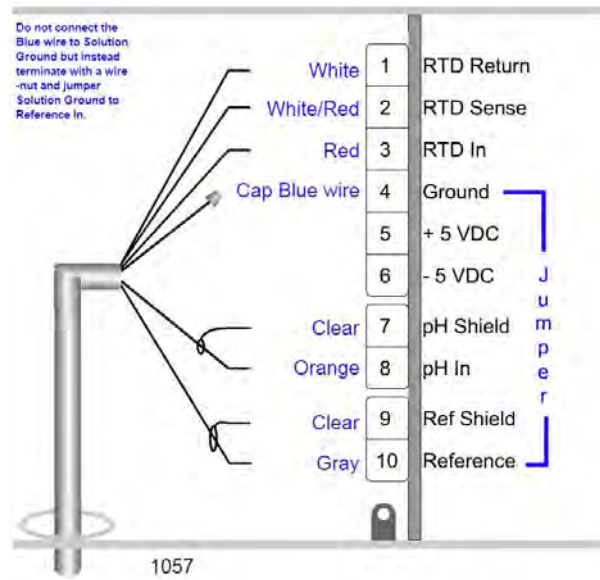 Do not connect the
Blue wire to Solution
Ground but instead
terminate with a wire
-nut and jumper
Solution Ground to
Reference In.
White 1 RTD Return
White/Red 2 RTD Sense
Red 3 RTD In
Cap Blue wire 4 Ground
5 + 5 VDC
6 - 5 VDC
Clear 7 pH Shield
Orange 8 pH In
Clear 9 Ref Shield
Gray 10 Reference
Jumper
1057